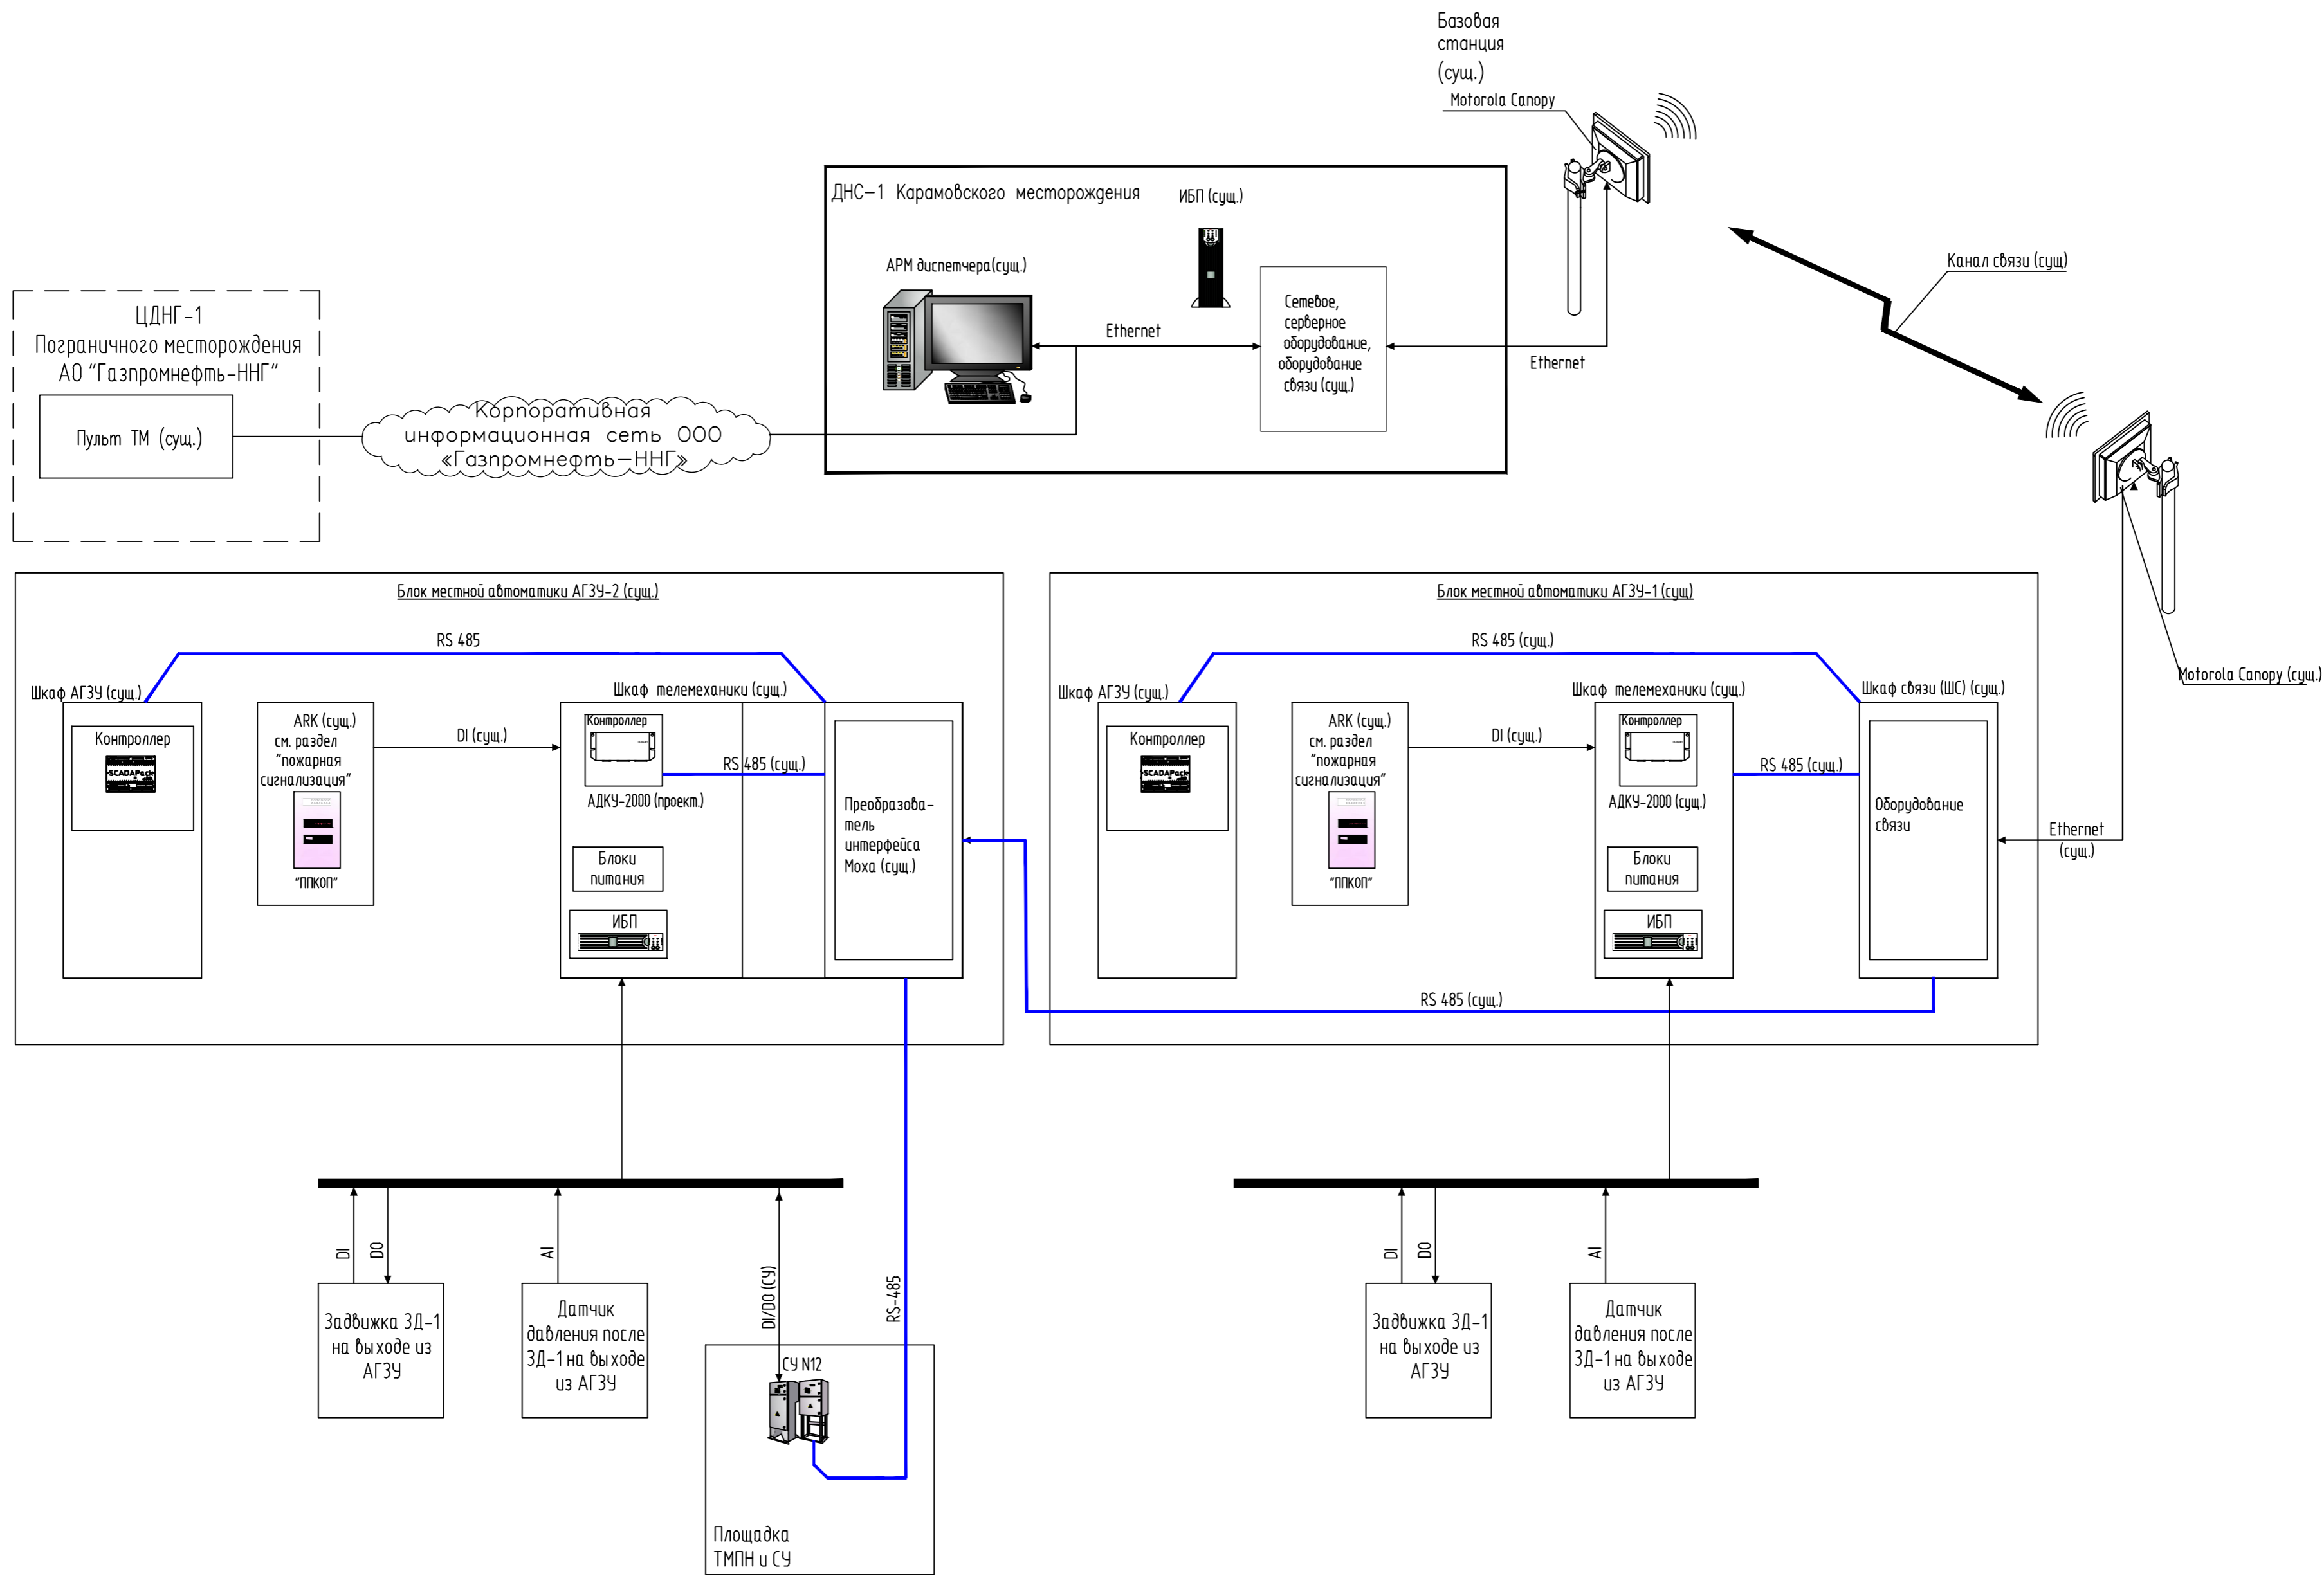 Базовая
станция
(сущ.)
Motorola Canopy
ДНС-1 Карамовского месторождения
ИБП (сущ.)
АРМ диспетчера(сущ.)
Ethernet
Сетевое,
серверное
оборудование,
оборудование
связи (сущ.)
Ethernet
Канал связи (сущ)
ЦДНГ-1
Пограничного месторождения
АО "Газпромнефть-ННГ"
Пульт ТМ (сущ.)
Корпоративная
информационная сеть ООО
«Газпромнефть-ННГ»
Motorola Canopy (сущ.)
Блок местной автоматики АГЗУ-2 (сущ.)
RS 485
Шкаф АГЗУ (сущ.)
Контроллер
SCADAPack
ARK (сущ.)
см. раздел
"пожарная
сигнализация"
"ППКОП"
DI (сущ.)
Шкаф телемеханики (сущ.)
Контроллер
RS 485 (сущ.)
АДКУ-2000 (проект.)
Блоки
питания
ИБП
Преобразова-
тель
интерфейса
Моха (сущ.)
Блок местной автоматики АГЗУ-1 (сущ)
RS 485 (сущ.)
Шкаф АГЗУ (сущ.)
Контроллер
SCADAPack
ARK (сущ.)
см. раздел
"пожарная
сигнализация"
"ППКОП"
DI (сущ.)
Шкаф телемеханики (сущ.)
Контроллер
АДКУ-2000 (сущ.)
Блоки
питания
ИБП
RS 485 (сущ.)
Шкаф связи (ШС) (сущ.)
Оборудование
связи
Ethernet
(сущ.)
RS 485 (сущ.)
DI
DO
AI
DI/DO (СУ)
RS-485
Задвижка ЗД-1
на выходе из
АГЗУ
Датчик
давления после
ЗД-1 на выходе
из АГЗУ
СУ N12
Площадка
ТМПН и СУ
DI
DO
AI
Задвижка ЗД-1
на выходе из
АГЗУ
Датчик
давления после
ЗД-1 на выходе
из АГЗУ